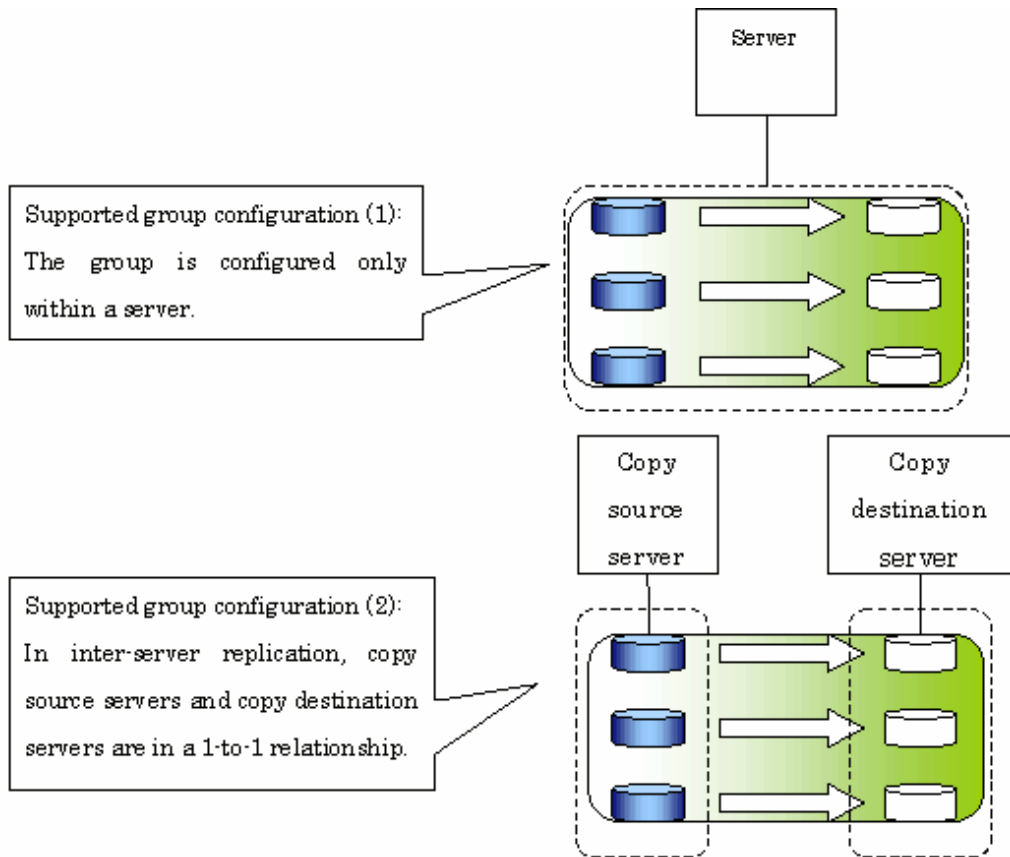 Server
Supported group configuration (1):
The group is configured only
within a server.
Copy
source
server
Copy
destination
server
Supported group configuration (2):
In inter-server replication, copy
source servers and copy destination
servers are in a 1-to-1 relationship.